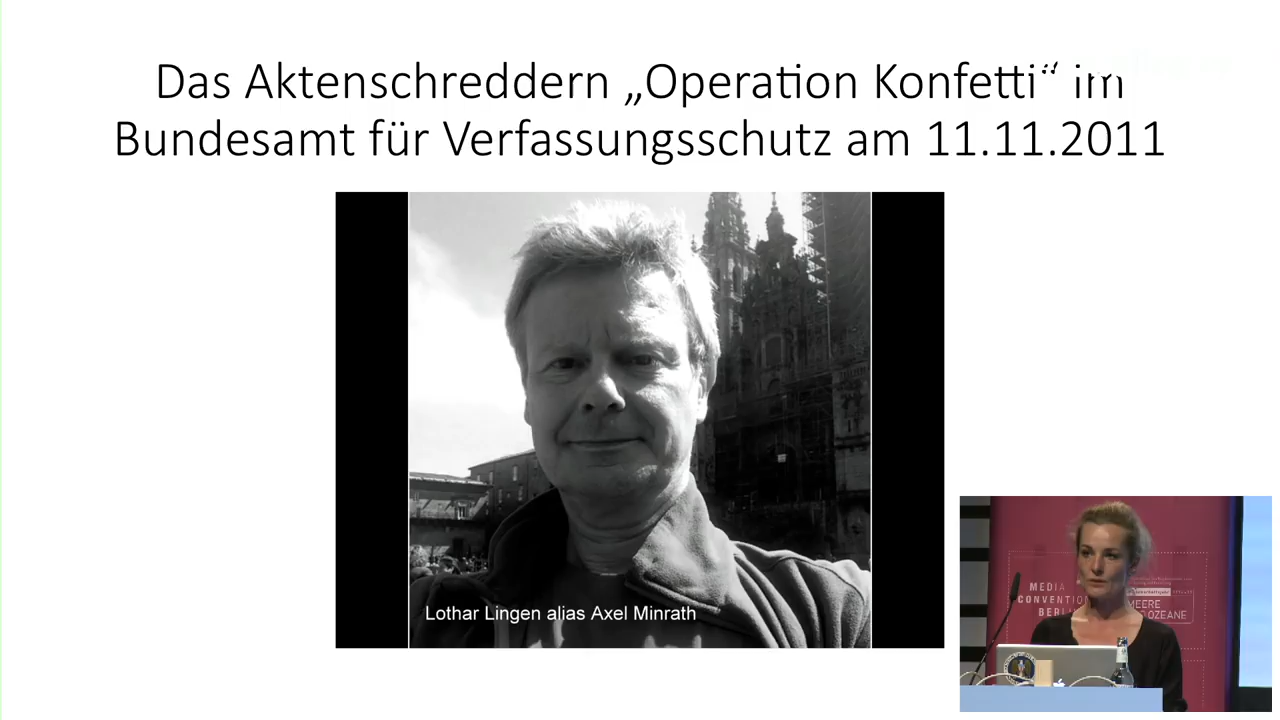 Das Aktenschreddern „Operation Konfetti“ im
Bundesamt für Verfassungsschutz am 11.11.2011
Lothar Lingen alias Axel Minrath
MEDIA
CONVENTION
BERLIN
MEERE
OZEANE